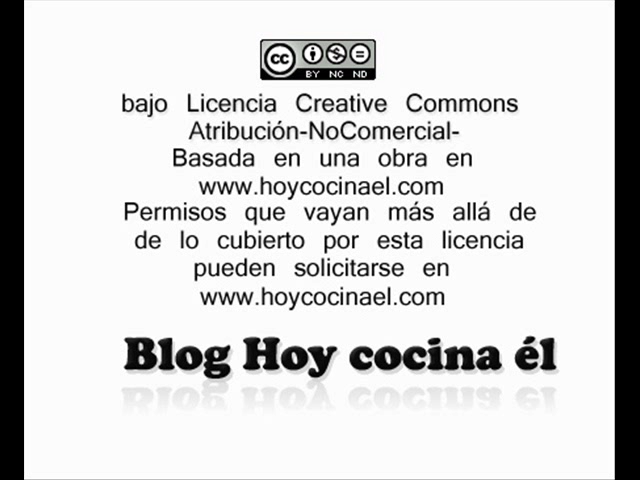 cc
BY NC ND
bajo Licencia Creative Commons
Atribución-NoComercial-
Basada en una obra en
www.hoycocinael.com
Permisos que vayan más allá de
de lo cubierto por esta licencia
pueden solicitarse en
www.hoycocinael.com
Blog Hoy cocina él